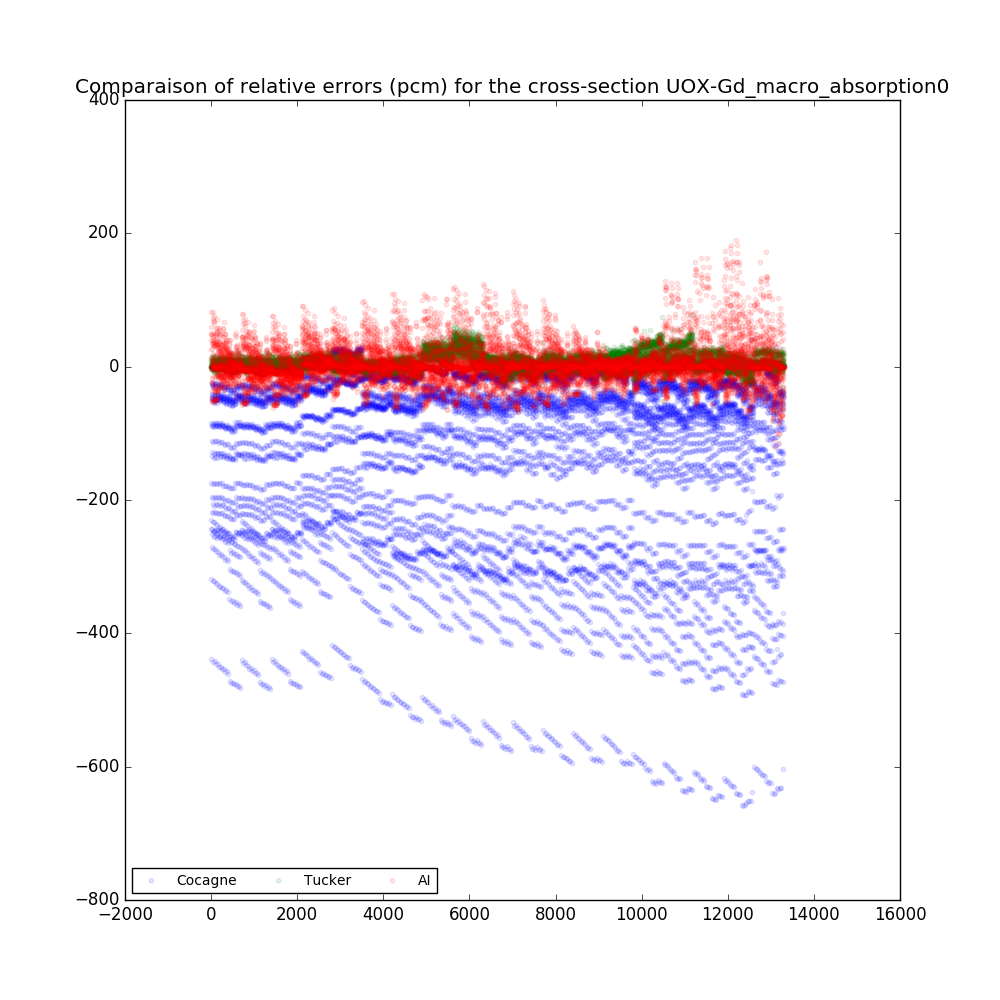 Comparaison of relative errors (pcm) for the cross-section UOX-Gd_macro_absorption0
400
200
0
−200
−400
−600
−800
−2000 0 2000 4000 6000 8000 10000 12000 14000 16000
Cocagne Tucker AI